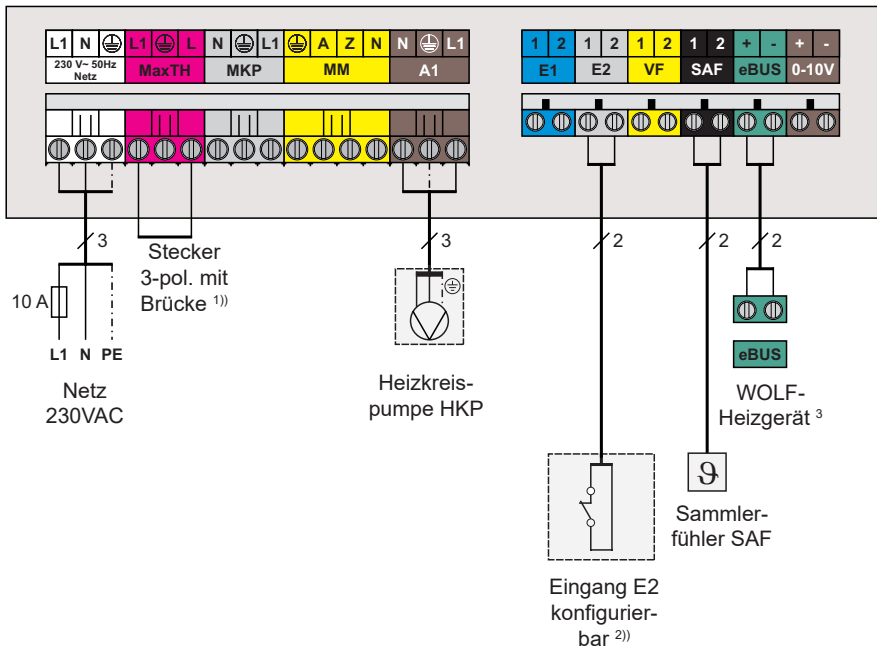 L1 N L1 L N L1 A Z N N L1 1 2 1 2 1 2 1 2 + - + -
230 V~ 50Hz
Netz
MaxTH MKP MM A1 E1 E2 VF SAF eBUS 0-10V
3
Stecker
3-pol. mit
Brücke ¹⁾⁾
10 A
L1 N PE
Netz
230VAC
3
Heizkreis-
pumpe HKP
2
Eingang E2
konfigurier-
bar ²⁾⁾
2
ϑ
Sammler-
fühler SAF
2
eBUS
WOLF-
Heizgerät ³